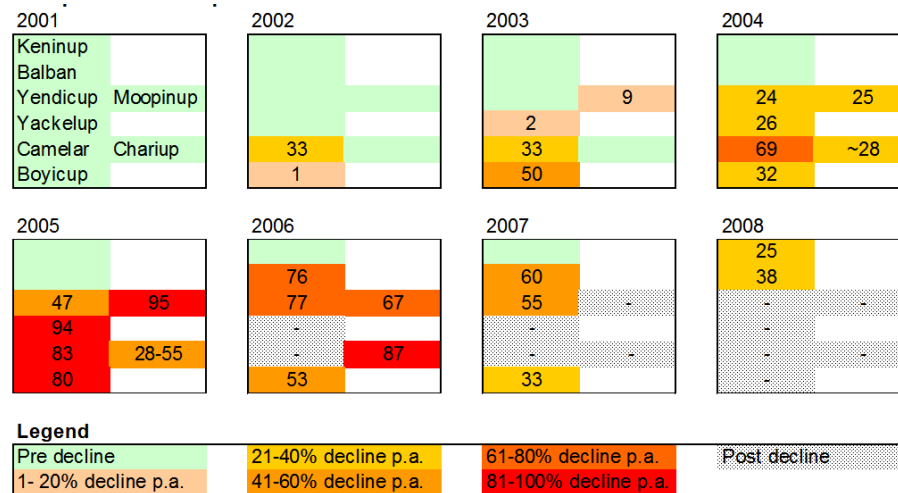 2001 2002 2003 2004
Keninup
Balban
Yendicup Moopinup 9 24 25
Yackelup 2 26
Camelar Chariup 33 33 69 ~28
Boyicup 1 50 32
2005 2006 2007 2008
25
76 60 38
47 95 77 67 55 - - -
94 - - -
83 28-55 - 87 - - - -
80 53 33 -
Legend
Pre decline 21-40% decline p.a. 61-80% decline p.a. Post decline
1- 20% decline p.a. 41-60% decline p.a. 81-100% decline p.a.